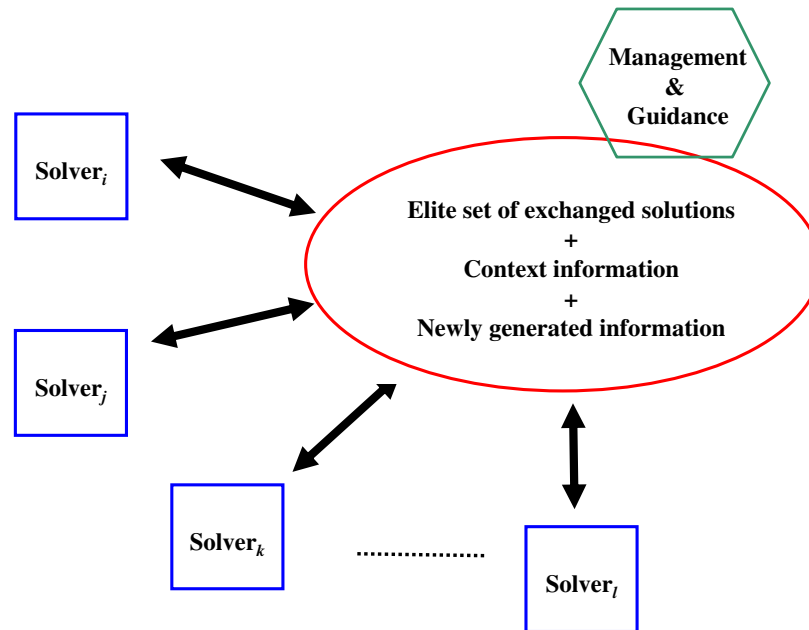 Management
&
Guidance
Solverᵢ
Elite set of exchanged solutions
+
Context information
+
Newly generated information
Solverⱼ
Solverₖ
Solverₗ